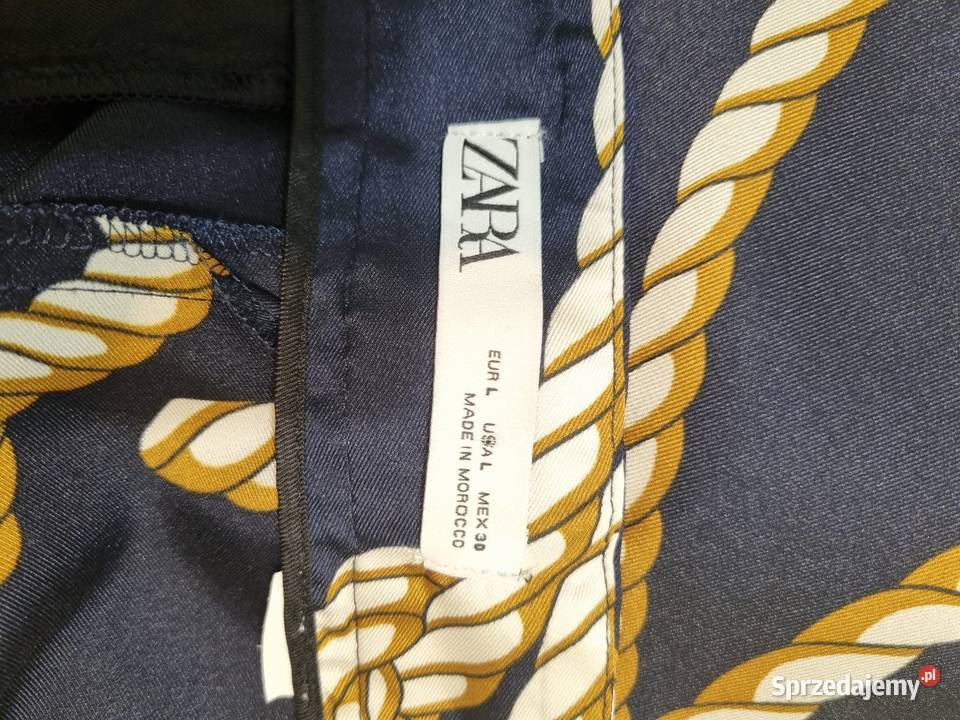 ZARA
EUR L USA L MEX 30
MADE IN MOROCCO
Sprzedajemy.pl